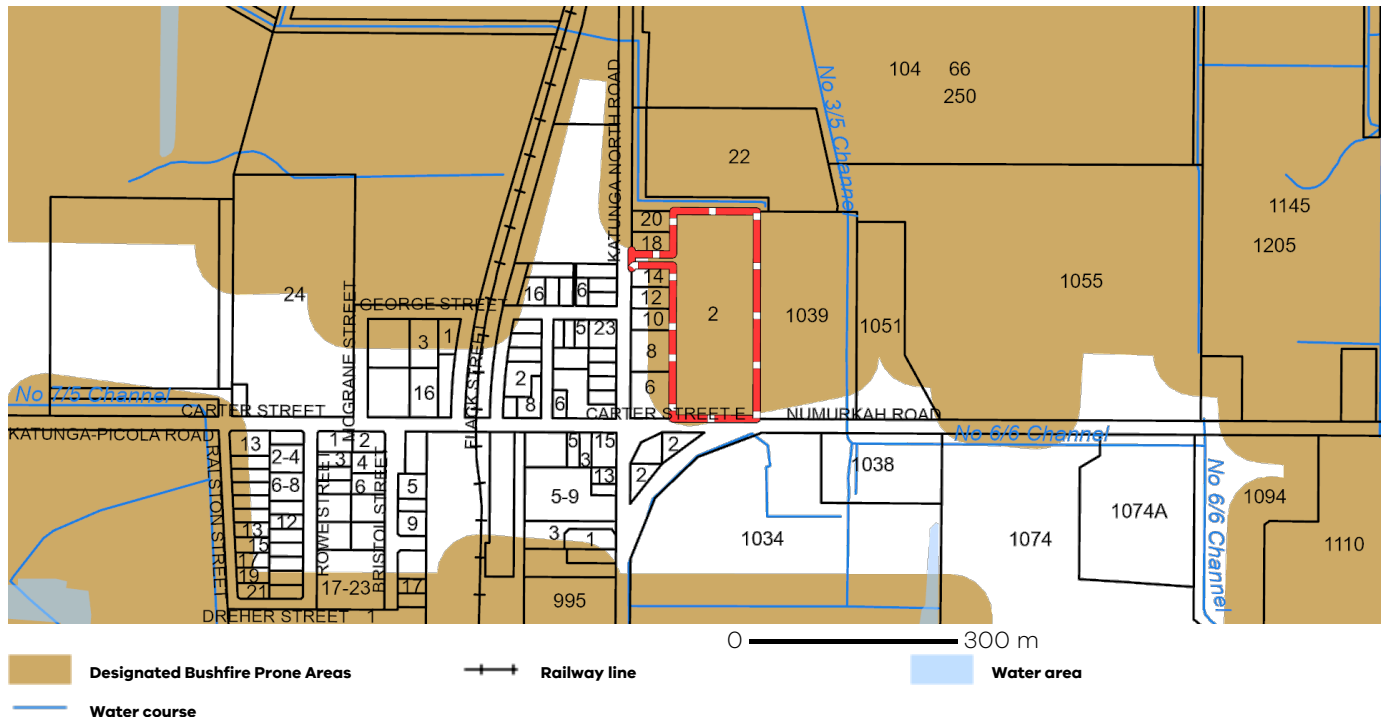 104 66
250
No 3/5 Channel
KATUNGA NORTH ROAD
22
1145
1205
20
18
24
1055
14
12
10
8
6
2
1039
1051
MCGRANE STREET
GEORGE STREET
16
6
3
1
5
23
FLACK STREET
16
2
8
6
No 7/5 Channel
CARTER STREET
CARTER STREET E
NUMURKAH ROAD
KATUNGA-PICOLA ROAD
No 6/6 Channel
13
2-4
6-8
12
13
15
17
19
21
RALSTON STREET
1
2
3
4
6
ROWE STREET
BRISTOL STREET
5
9
17-23
17
DREHER STREET
1
5
15
3
13
5-9
3
1
995
2
2
1038
1034
1074
1074A
No 6/6 Channel
1094
1110
0 300 m
Designated Bushfire Prone Areas
Railway line
Water area
Water course